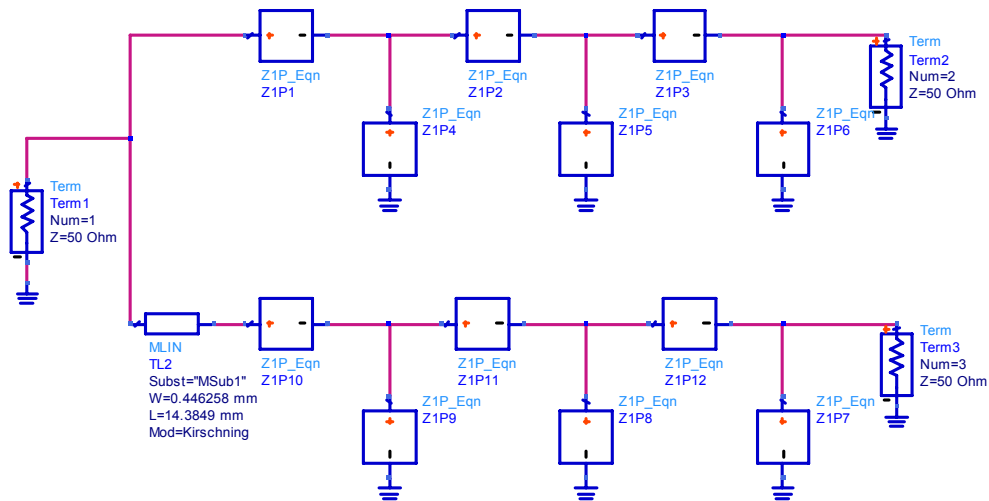 Z1P_Eqn
Z1P1
Z1P_Eqn
Z1P2
Z1P_Eqn
Z1P3
Term
Term2
Num=2
Z=50 Ohm
Z1P_Eqn
Z1P4
Z1P_Eqn
Z1P5
Z1P_Eqn
Z1P6
Term
Term1
Num=1
Z=50 Ohm
MLIN
TL2
Subst="MSub1"
W=0.446258 mm
L=14.3849 mm
Mod=Kirschning
Z1P_Eqn
Z1P10
Z1P_Eqn
Z1P11
Z1P_Eqn
Z1P12
Term
Term3
Num=3
Z=50 Ohm
Z1P_Eqn
Z1P9
Z1P_Eqn
Z1P8
Z1P_Eqn
Z1P7